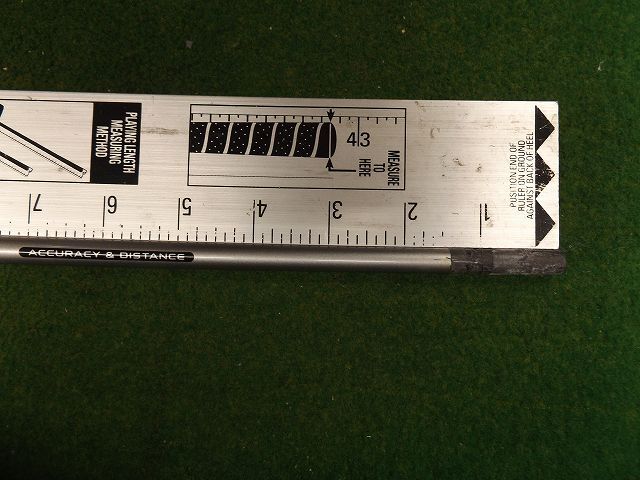 PLAYING LENGTH
MEASURING
METHOD
43
MEASURE
TO
HERE
POSITION END OF
RULER ON GROUND
AGAINST BACK OF HEEL
7 6 5 4 3 2 1
ACCURACY & DISTANCE